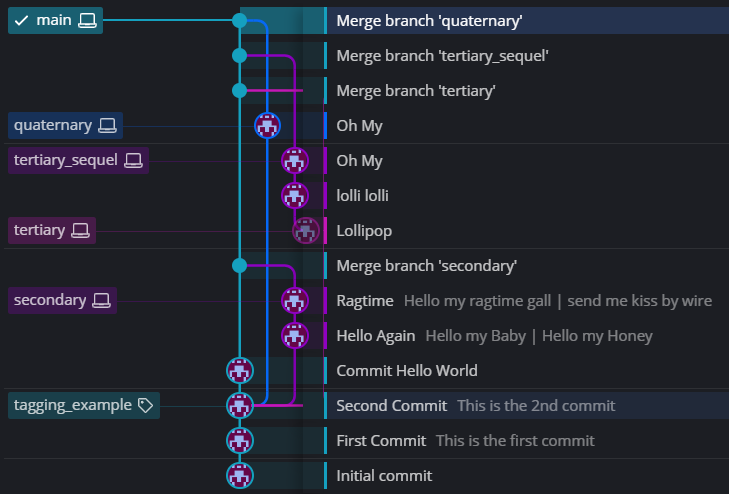 main Merge branch 'quaternary'
Merge branch 'tertiary_sequel'
Merge branch 'tertiary'
quaternary Oh My
tertiary_sequel Oh My
lolli lolli
tertiary Lollipop
Merge branch 'secondary'
secondary Ragtime Hello my ragtime gall | send me kiss by wire
Hello Again Hello my Baby | Hello my Honey
Commit Hello World
tagging_example Second Commit This is the 2nd commit
First Commit This is the first commit
Initial commit